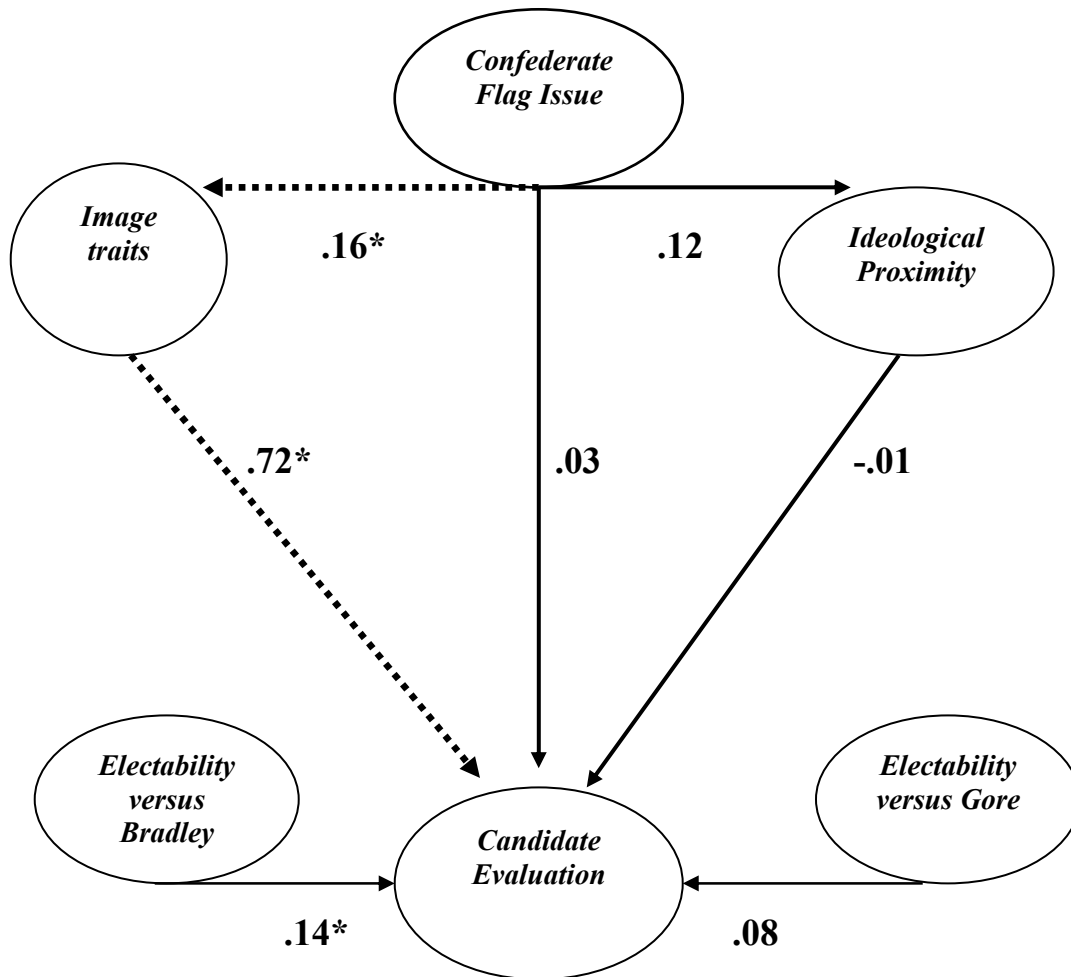 Confederate
Flag Issue
Image
traits
.16*
.12
Ideological
Proximity
.72*
.03
-.01
Electability
versus
Bradley
Electability
versus Gore
Candidate
Evaluation
.14*
.08